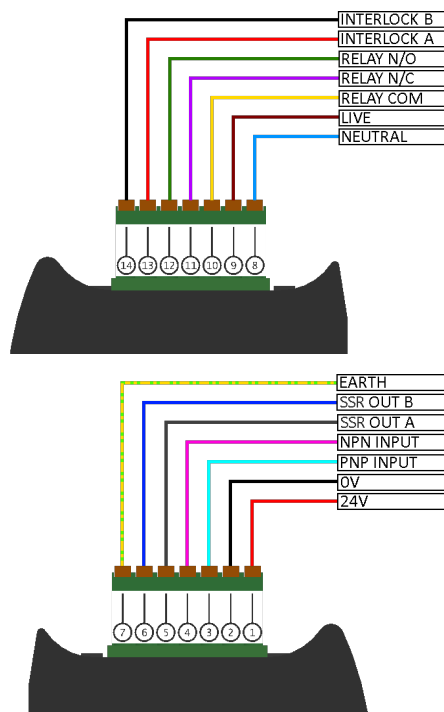 INTERLOCK B
INTERLOCK A
RELAY N/O
RELAY N/C
RELAY COM
LIVE
NEUTRAL
14 13 12 11 10 9 8
EARTH
SSR OUT B
SSR OUT A
NPN INPUT
PNP INPUT
0V
24V
7 6 5 4 3 2 1